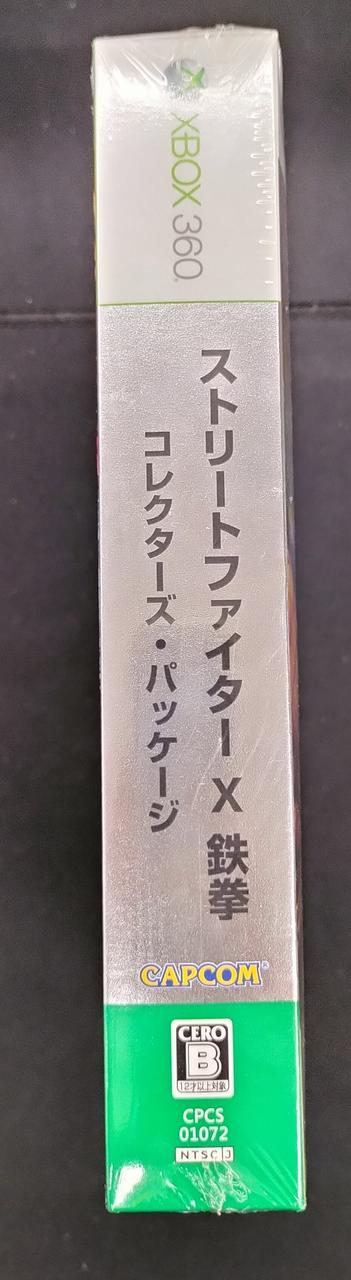 XBOX 360
ストリートファイター X 鉄拳
コレクターズ・パッケージ
CAPCOM
CERO
B
12才以上対象
CPCS
01072
NTSC J